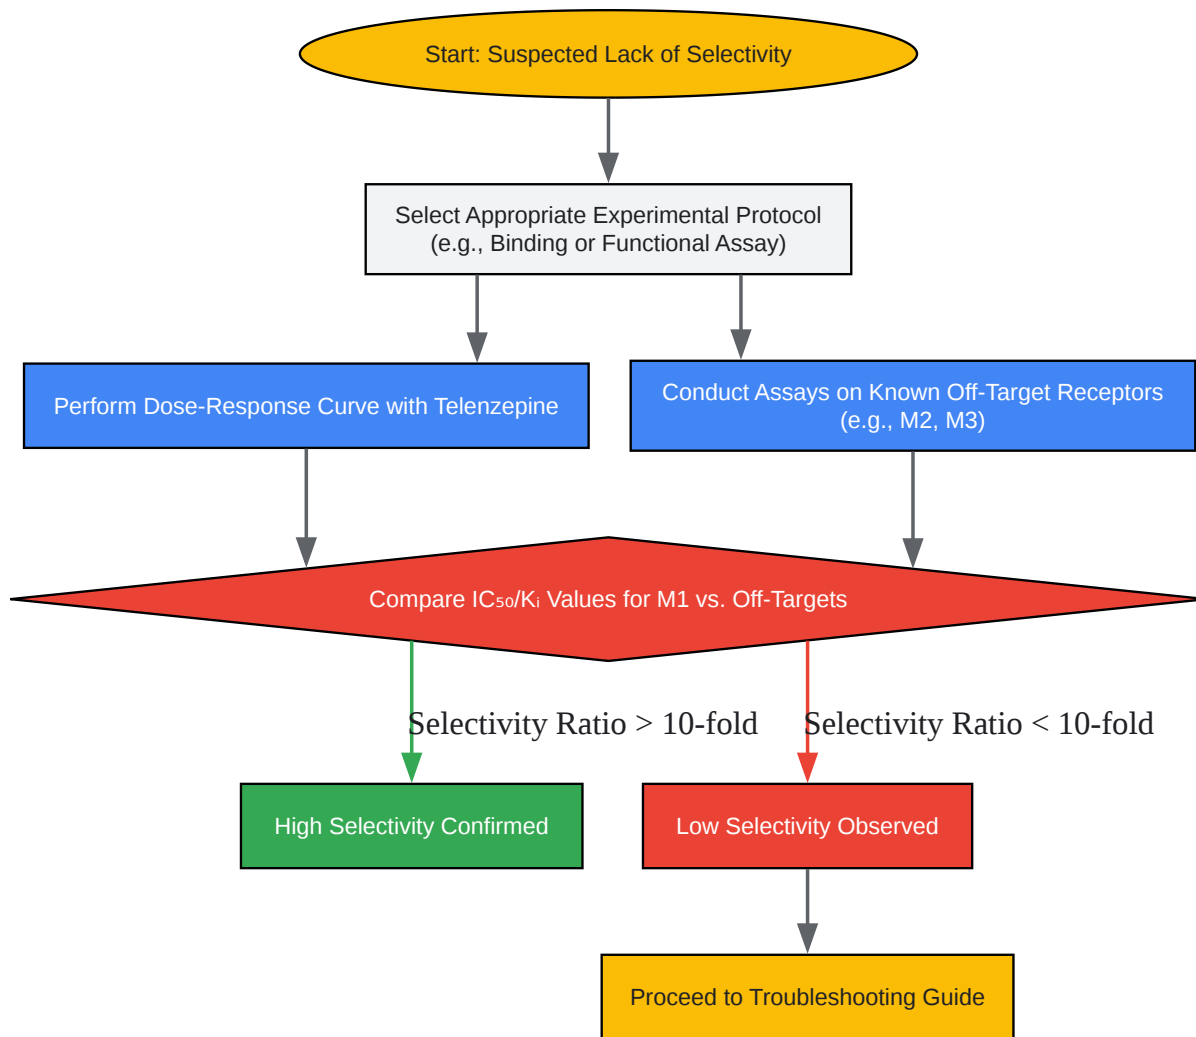 Start: Suspected Lack of Selectivity
Select Appropriate Experimental Protocol
(e.g., Binding or Functional Assay)
Perform Dose-Response Curve with Telenzepine
Conduct Assays on Known Off-Target Receptors
(e.g., M2, M3)
Compare IC₅₀/Kᵢ Values for M1 vs. Off-Targets
Selectivity Ratio > 10-fold
Selectivity Ratio < 10-fold
High Selectivity Confirmed
Low Selectivity Observed
Proceed to Troubleshooting Guide